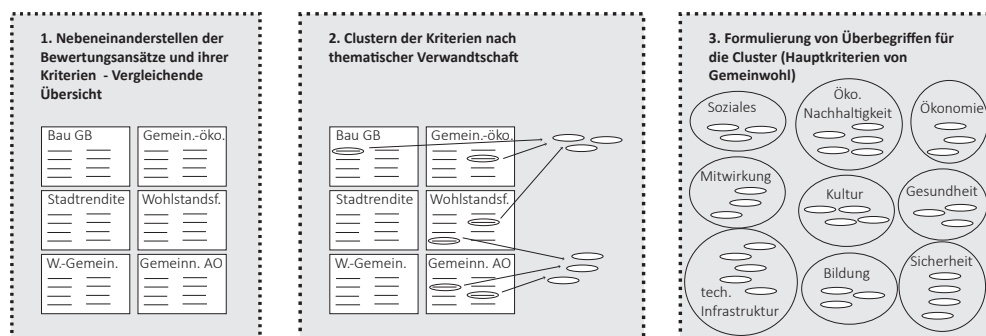 1. Nebeneinanderstellen der
Bewertungsansätze und ihrer
Kriterien - Vergleichende
Übersicht
Bau GB
Gemein.-öko.
Stadtrendite
Wohlstandsf.
W.-Gemein.
Gemeinn. AO
2. Clustern der Kriterien nach
thematischer Verwandtschaft
Bau GB
Gemein.-öko.
Stadtrendite
Wohlstandsf.
W.-Gemein.
Gemeinn. AO
3. Formulierung von Überbegriffen für
die Cluster (Hauptkriterien von
Gemeinwohl)
Soziales
Öko.
Nachhaltigkeit
Ökonomie
Mitwirkung
Kultur
Gesundheit
tech.
Infrastruktur
Bildung
Sicherheit